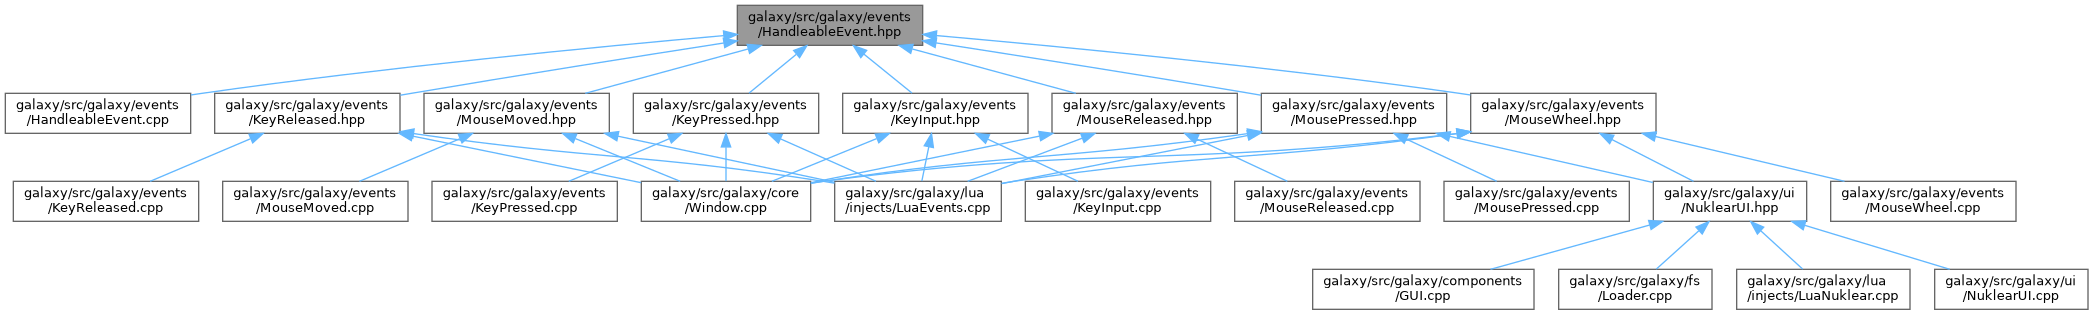 galaxy/src/galaxy/events
/HandleableEvent.hpp
galaxy/src/galaxy/events
/HandleableEvent.cpp
galaxy/src/galaxy/events
/KeyReleased.hpp
galaxy/src/galaxy/events
/MouseMoved.hpp
galaxy/src/galaxy/events
/KeyPressed.hpp
galaxy/src/galaxy/events
/KeyInput.hpp
galaxy/src/galaxy/events
/MouseReleased.hpp
galaxy/src/galaxy/events
/MousePressed.hpp
galaxy/src/galaxy/events
/MouseWheel.hpp
galaxy/src/galaxy/events
/KeyReleased.cpp
galaxy/src/galaxy/events
/MouseMoved.cpp
galaxy/src/galaxy/events
/KeyPressed.cpp
galaxy/src/galaxy/core
/Window.cpp
galaxy/src/galaxy/lua
/injects/LuaEvents.cpp
galaxy/src/galaxy/events
/KeyInput.cpp
galaxy/src/galaxy/events
/MouseReleased.cpp
galaxy/src/galaxy/events
/MousePressed.cpp
galaxy/src/galaxy/ui
/NuklearUI.hpp
galaxy/src/galaxy/events
/MouseWheel.cpp
galaxy/src/galaxy/components
/GUI.cpp
galaxy/src/galaxy/fs
/Loader.cpp
galaxy/src/galaxy/lua
/injects/LuaNuklear.cpp
galaxy/src/galaxy/ui
/NuklearUI.cpp